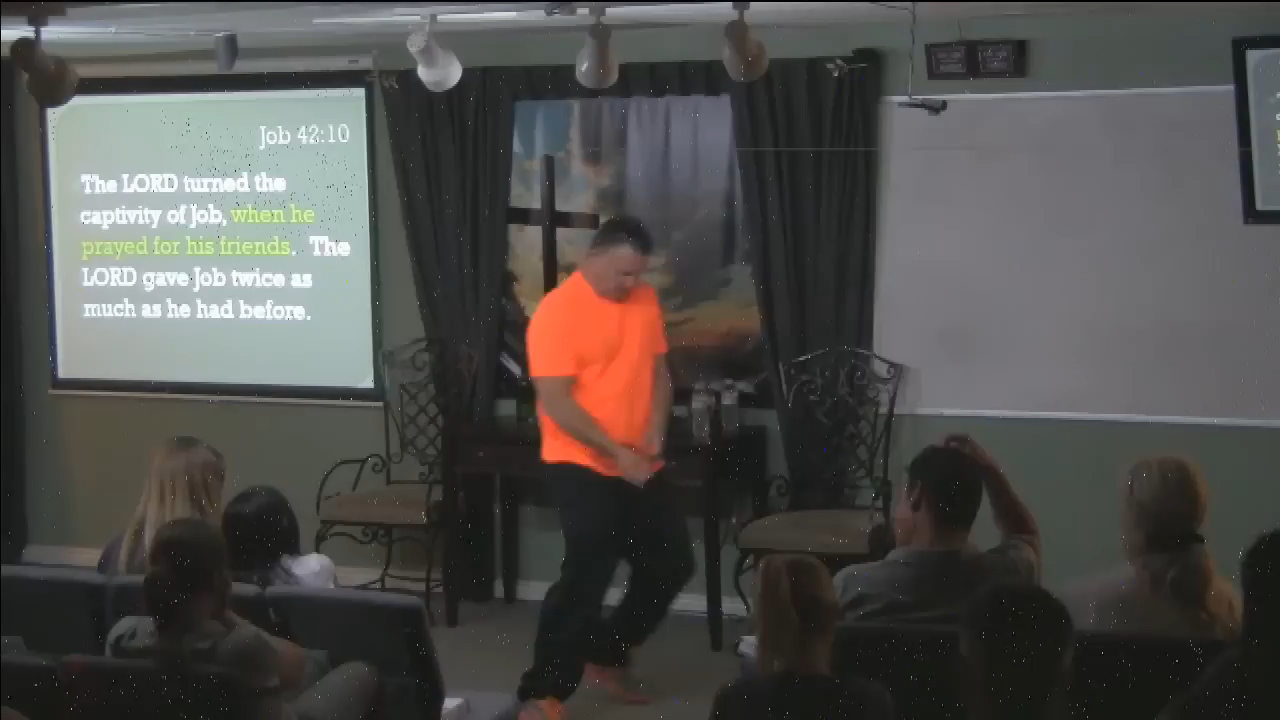 Job 42:10
The LORD turned the
captivity of Job, when he
prayed for his friends. The
LORD gave Job twice as
much as he had before.